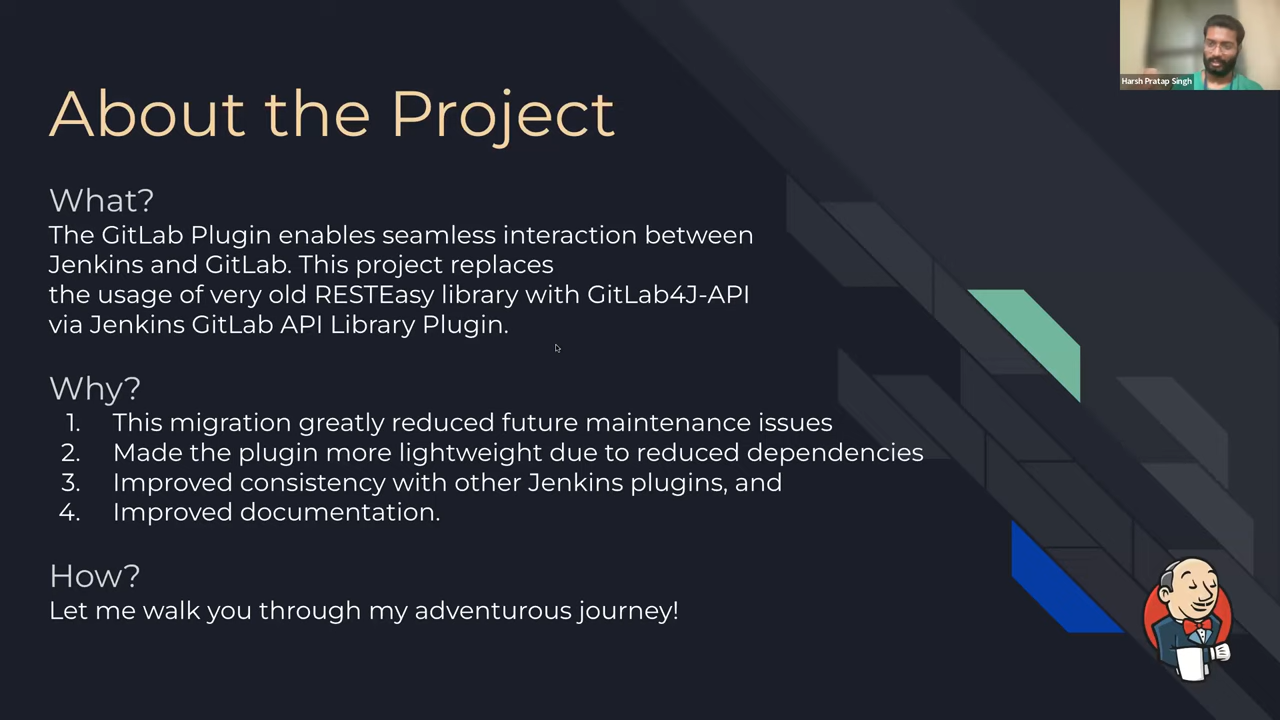 About the Project
Harsh Pratap Singh
What?
The GitLab Plugin enables seamless interaction between
Jenkins and GitLab. This project replaces
the usage of very old RESTEasy library with GitLab4J-API
via Jenkins GitLab API Library Plugin.
Why?
1. This migration greatly reduced future maintenance issues
2. Made the plugin more lightweight due to reduced dependencies
3. Improved consistency with other Jenkins plugins, and
4. Improved documentation.
How?
Let me walk you through my adventurous journey!